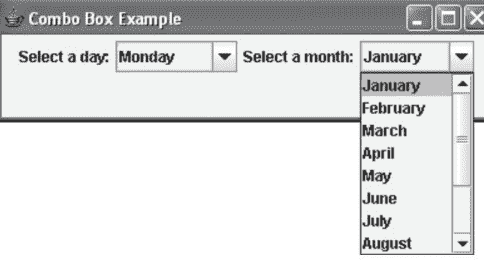 Combo Box Example
Select a day: Monday Select a month: January
January
February
March
April
May
June
July
August